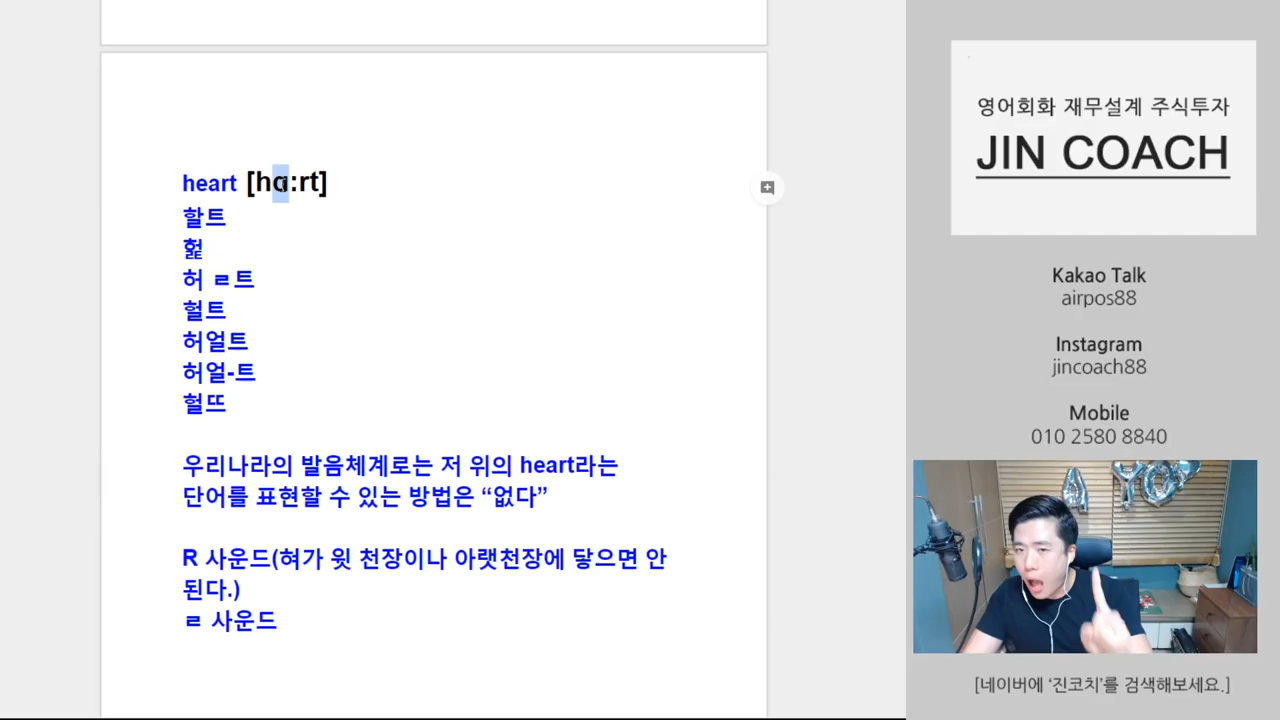 heart [hɑ:rt]
할트
헕
허 ㄹ트
헐트
허얼트
허얼-트
헐뜨
우리나라의 발음체계로는 저 위의 heart라는
단어를 표현할 수 있는 방법은 “없다”
R 사운드(혀가 윗 천장이나 아랫천장에 닿으면 안
된다.)
ㄹ 사운드
영어회화 재무설계 주식투자
JIN COACH
Kakao Talk
airpos88
Instagram
jincoach88
Mobile
010 2580 8840
A YO
[네이버에 ‘진코치’를 검색해보세요.]